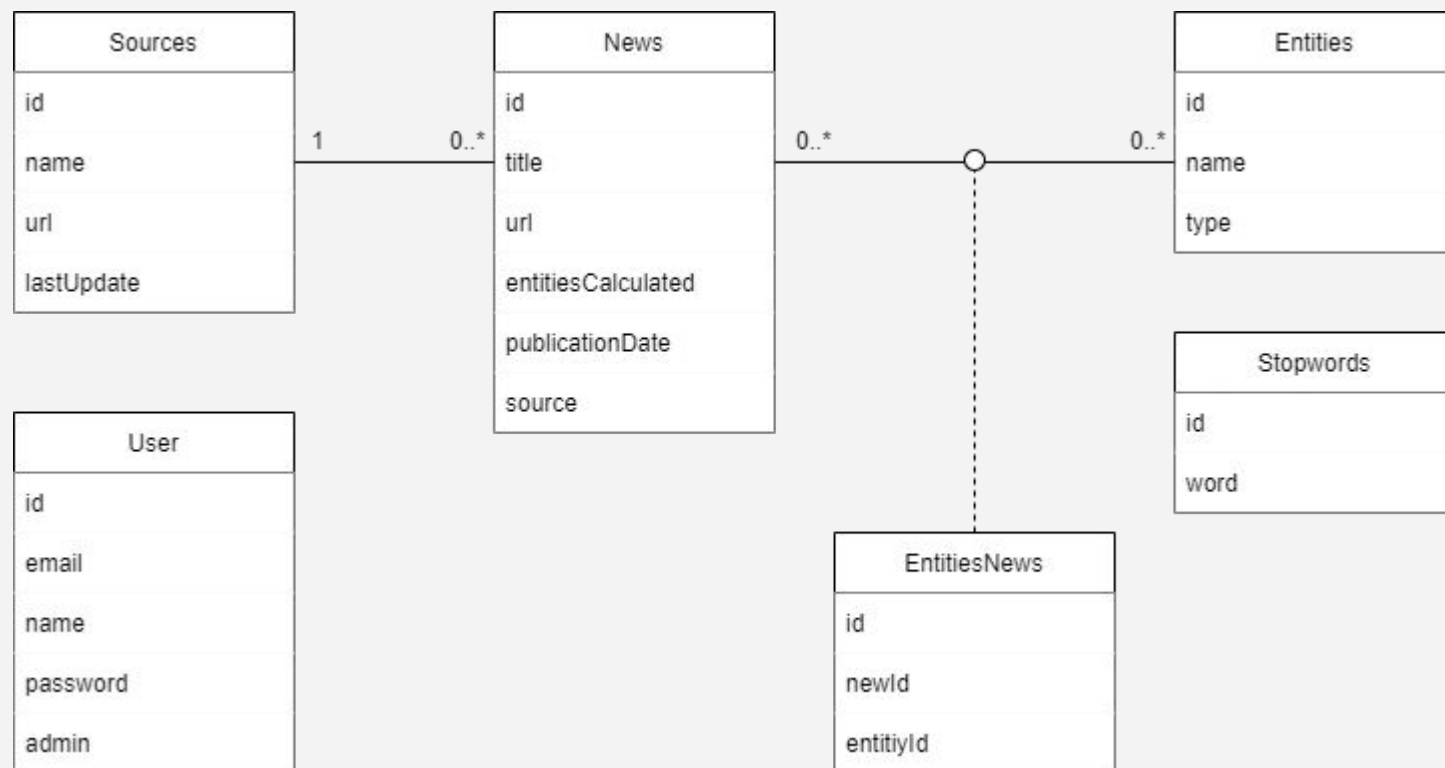 Sources
id
name
url
lastUpdate
1
0..*
News
id
title
url
entitiesCalculated
publicationDate
source
0..*
0..*
Entities
id
name
type
Stopwords
id
word
User
id
email
name
password
admin
EntitiesNews
id
newId
entitiyId